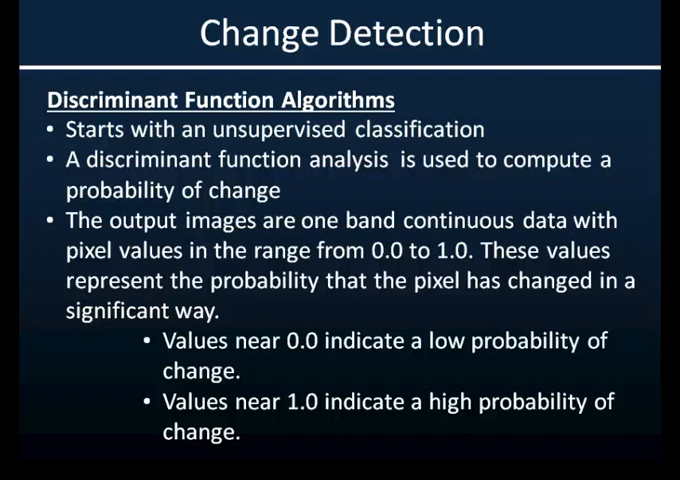 Change Detection
Discriminant Function Algorithms
• Starts with an unsupervised classification
• A discriminant function analysis is used to compute a
probability of change
• The output images are one band continuous data with
pixel values in the range from 0.0 to 1.0. These values
represent the probability that the pixel has changed in a
significant way.
• Values near 0.0 indicate a low probability of
change.
• Values near 1.0 indicate a high probability of
change.